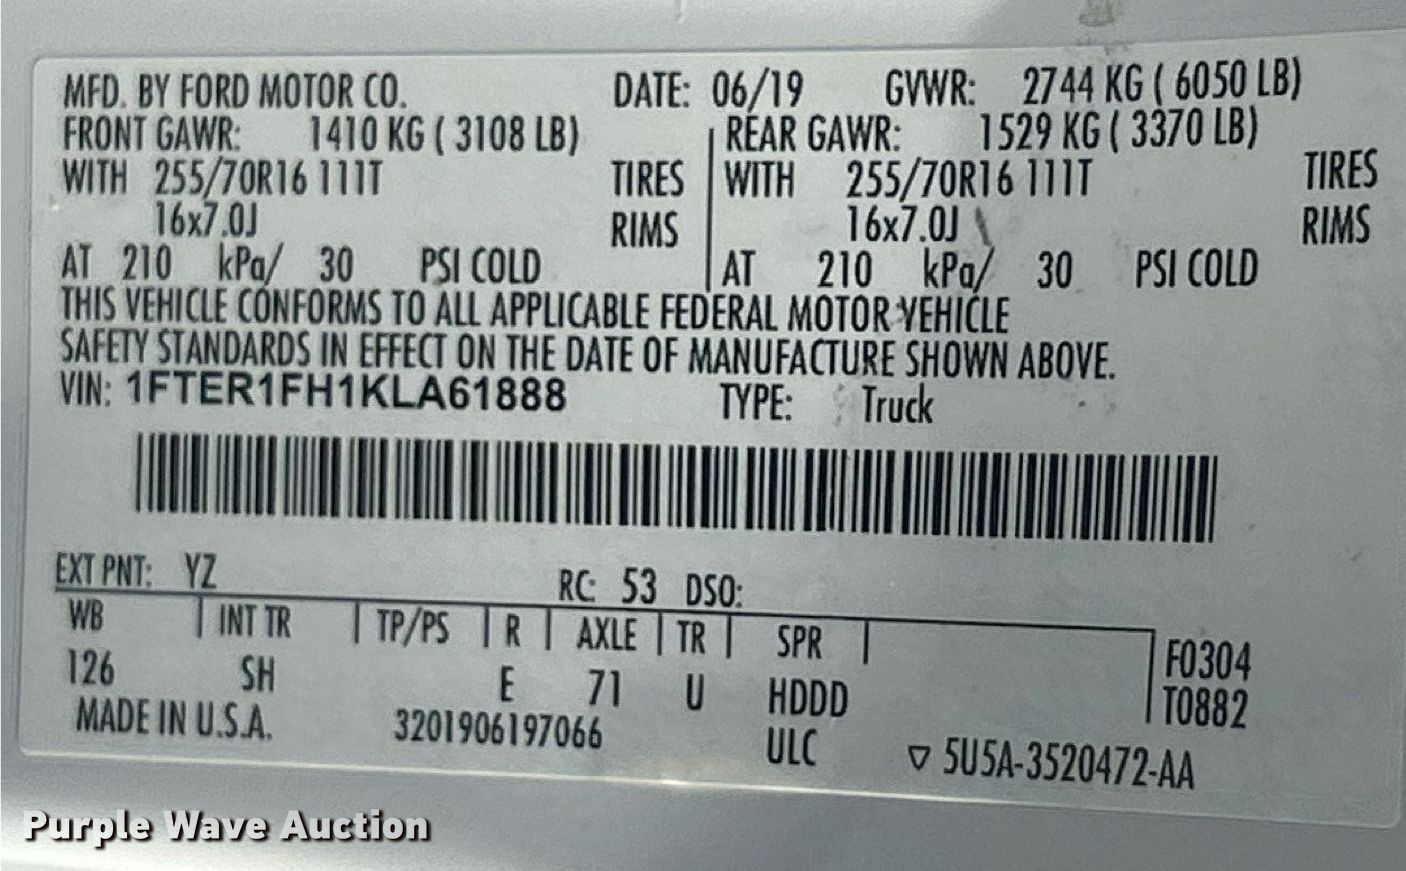 MFD. BY FORD MOTOR CO. DATE: 06/19 GVWR: 2744 KG ( 6050 LB)
FRONT GAWR: 1410 KG ( 3108 LB) REAR GAWR: 1529 KG ( 3370 LB)
WITH 255/70R16 111T TIRES WITH 255/70R16 111T TIRES
16x7.0J RIMS 16x7.0J RIMS
AT 210 kPa/ 30 PSI COLD AT 210 kPa/ 30 PSI COLD
THIS VEHICLE CONFORMS TO ALL APPLICABLE FEDERAL MOTOR VEHICLE
SAFETY STANDARDS IN EFFECT ON THE DATE OF MANUFACTURE SHOWN ABOVE.
VIN: 1FTER1FH1KLA61888 TYPE: Truck
EXT PNT: YZ RC: 53 DSO:
WB INT TR TP/PS R AXLE TR SPR F0304
126 SH E 71 U HDDD T0882
MADE IN U.S.A. 3201906197066 ULC ▽ 5U5A-3520472-AA
Purple Wave Auction